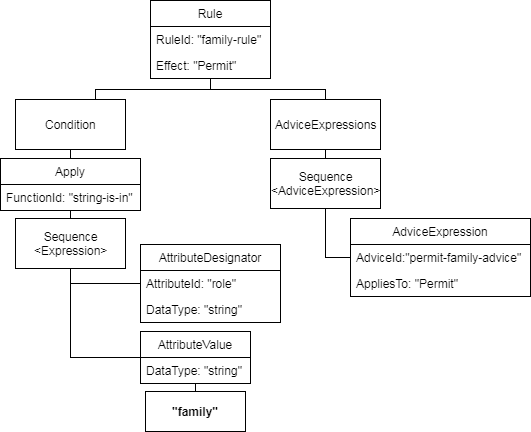 Rule
RuleId: "family-rule"
Effect: "Permit"
Condition
AdviceExpressions
Apply
FunctionId: "string-is-in"
Sequence
<AdviceExpression>
Sequence
<Expression>
AdviceExpression
AdviceId:"permit-family-advice"
AppliesTo: "Permit"
AttributeDesignator
AttributeId: "role"
DataType: "string"
AttributeValue
DataType: "string"
"family"